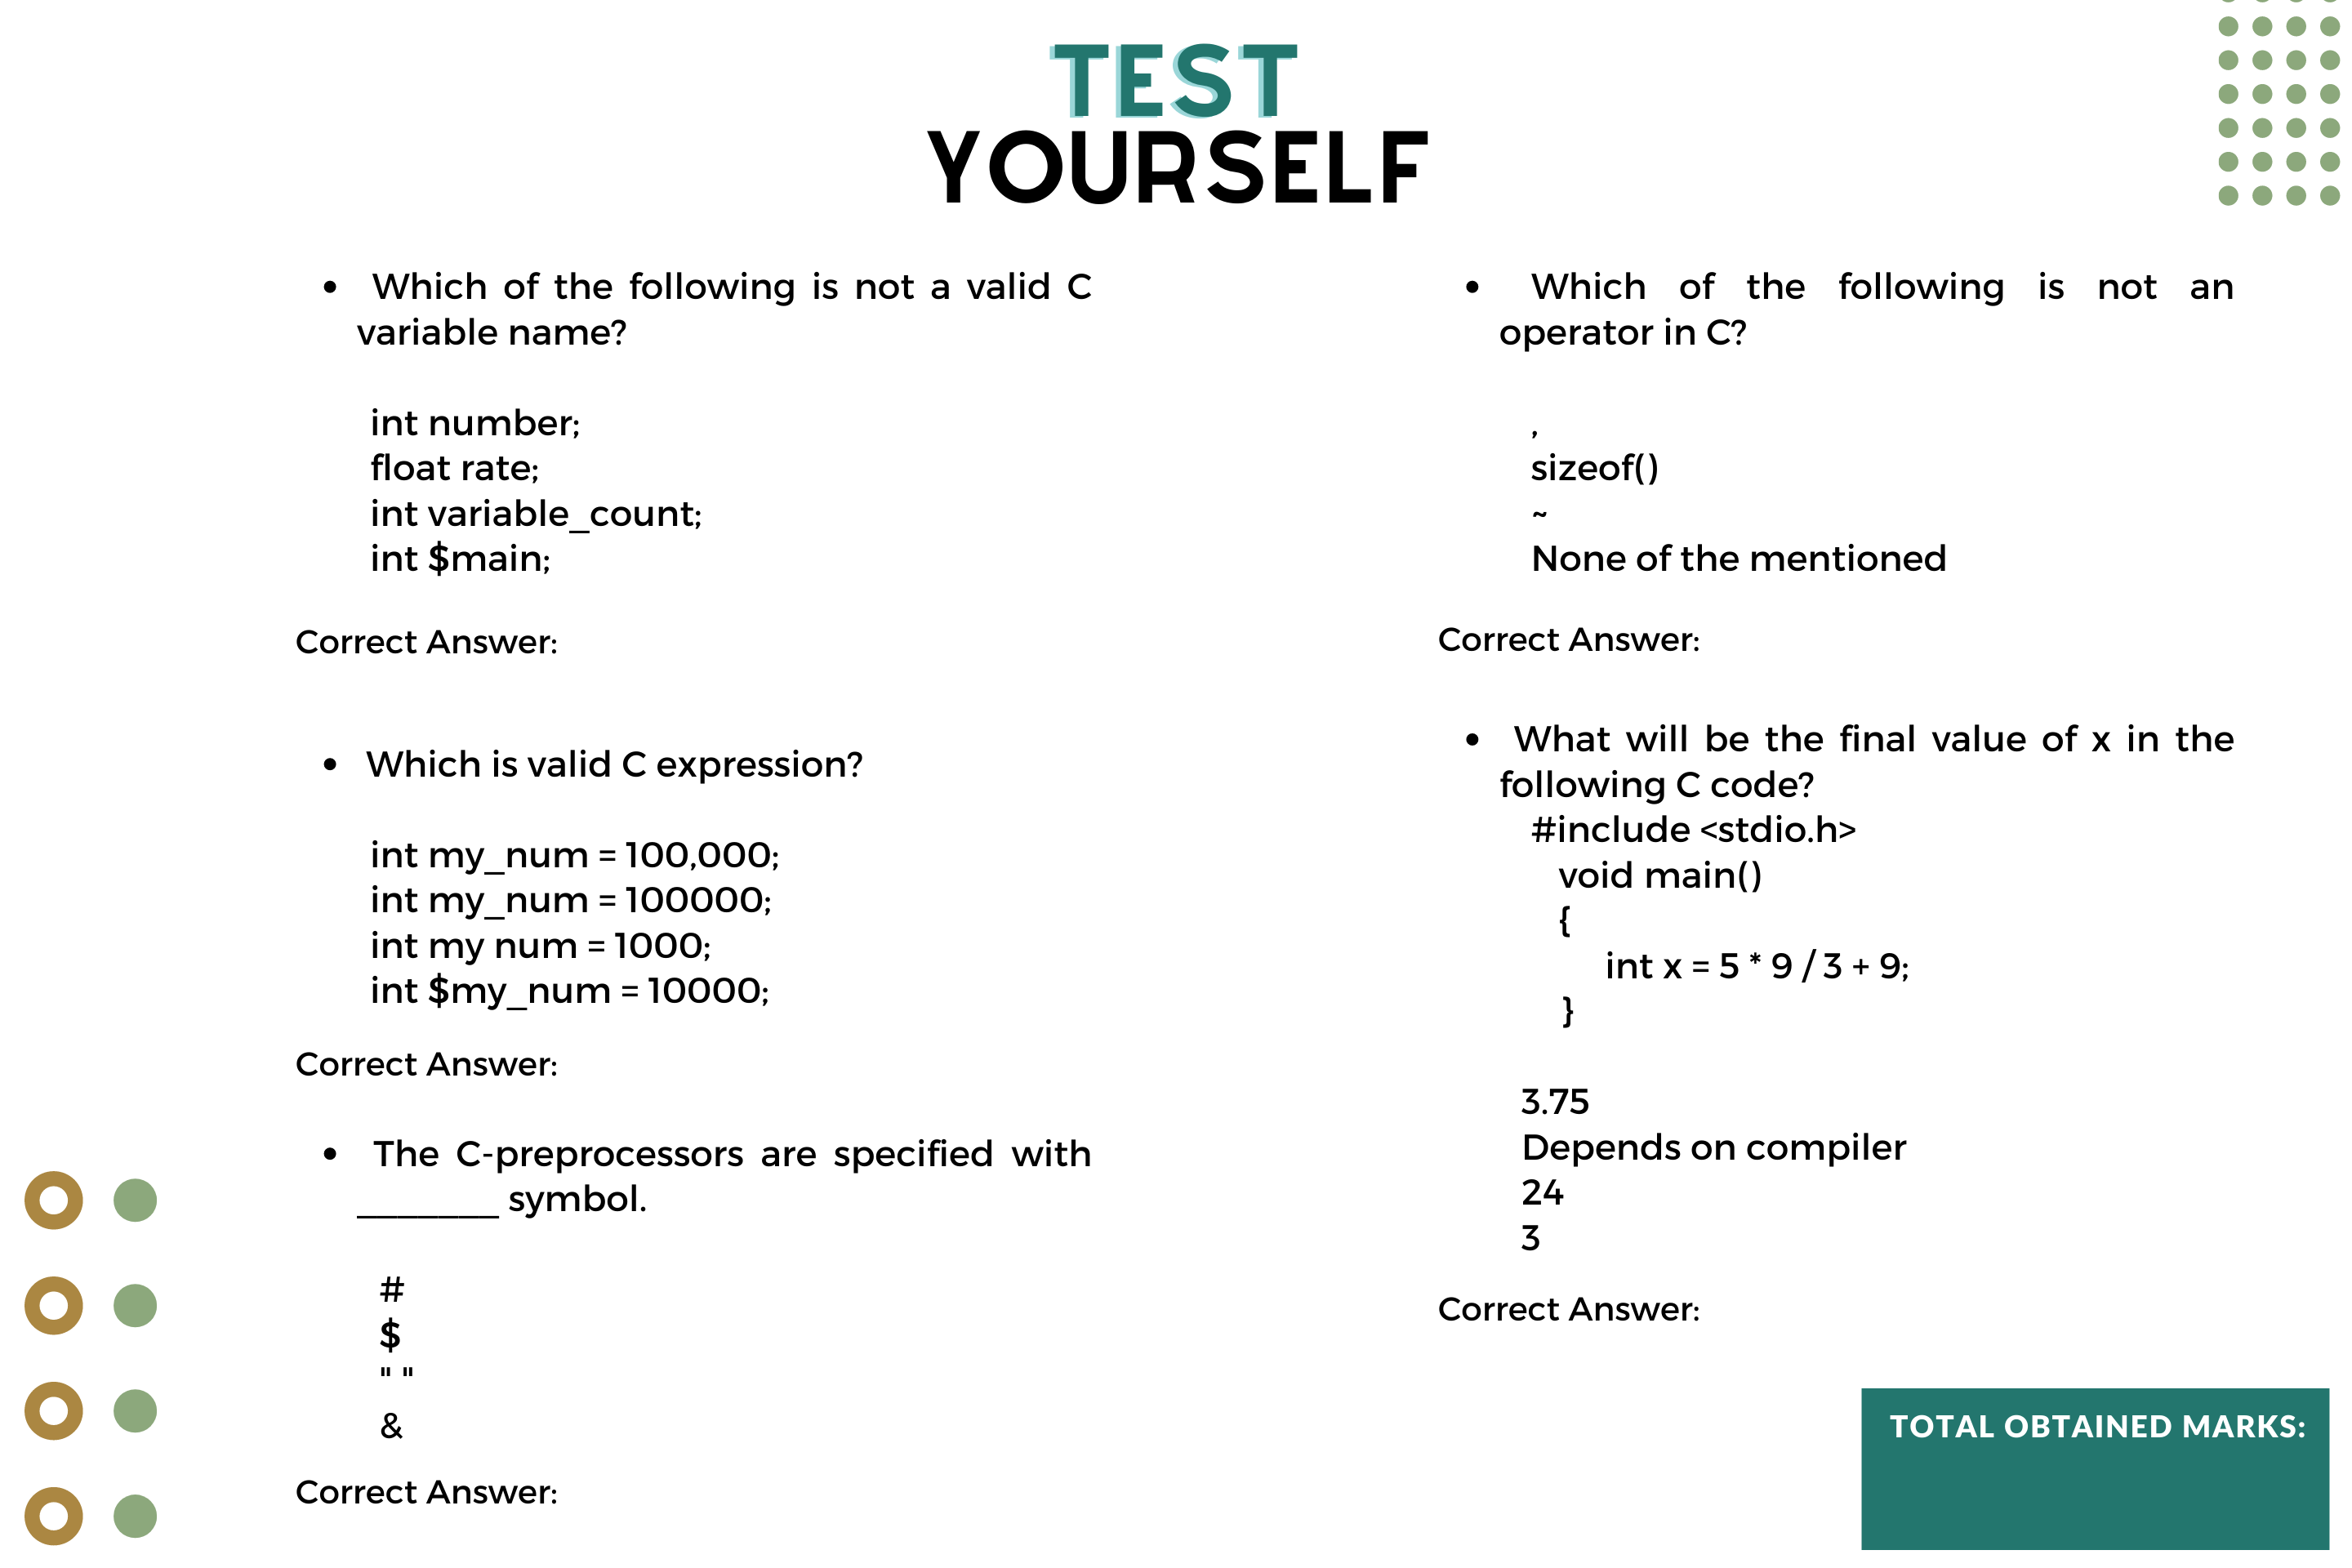 TEST
YOURSELF
• Which of the following is not a valid C
variable name?
int number;
float rate;
int variable_count;
int $main;
Correct Answer:
• Which is valid C expression?
int my_num = 100,000;
int my_num = 100000;
int my num = 1000;
int $my_num = 10000;
Correct Answer:
• The C-preprocessors are specified with
_______ symbol.
#
$
" "
&
Correct Answer:
• Which of the following is not an
operator in C?
,
sizeof()
~
None of the mentioned
Correct Answer:
• What will be the final value of x in the
following C code?
#include <stdio.h>
void main()
{
int x = 5 * 9 / 3 + 9;
}
3.75
Depends on compiler
24
3
Correct Answer:
TOTAL OBTAINED MARKS: